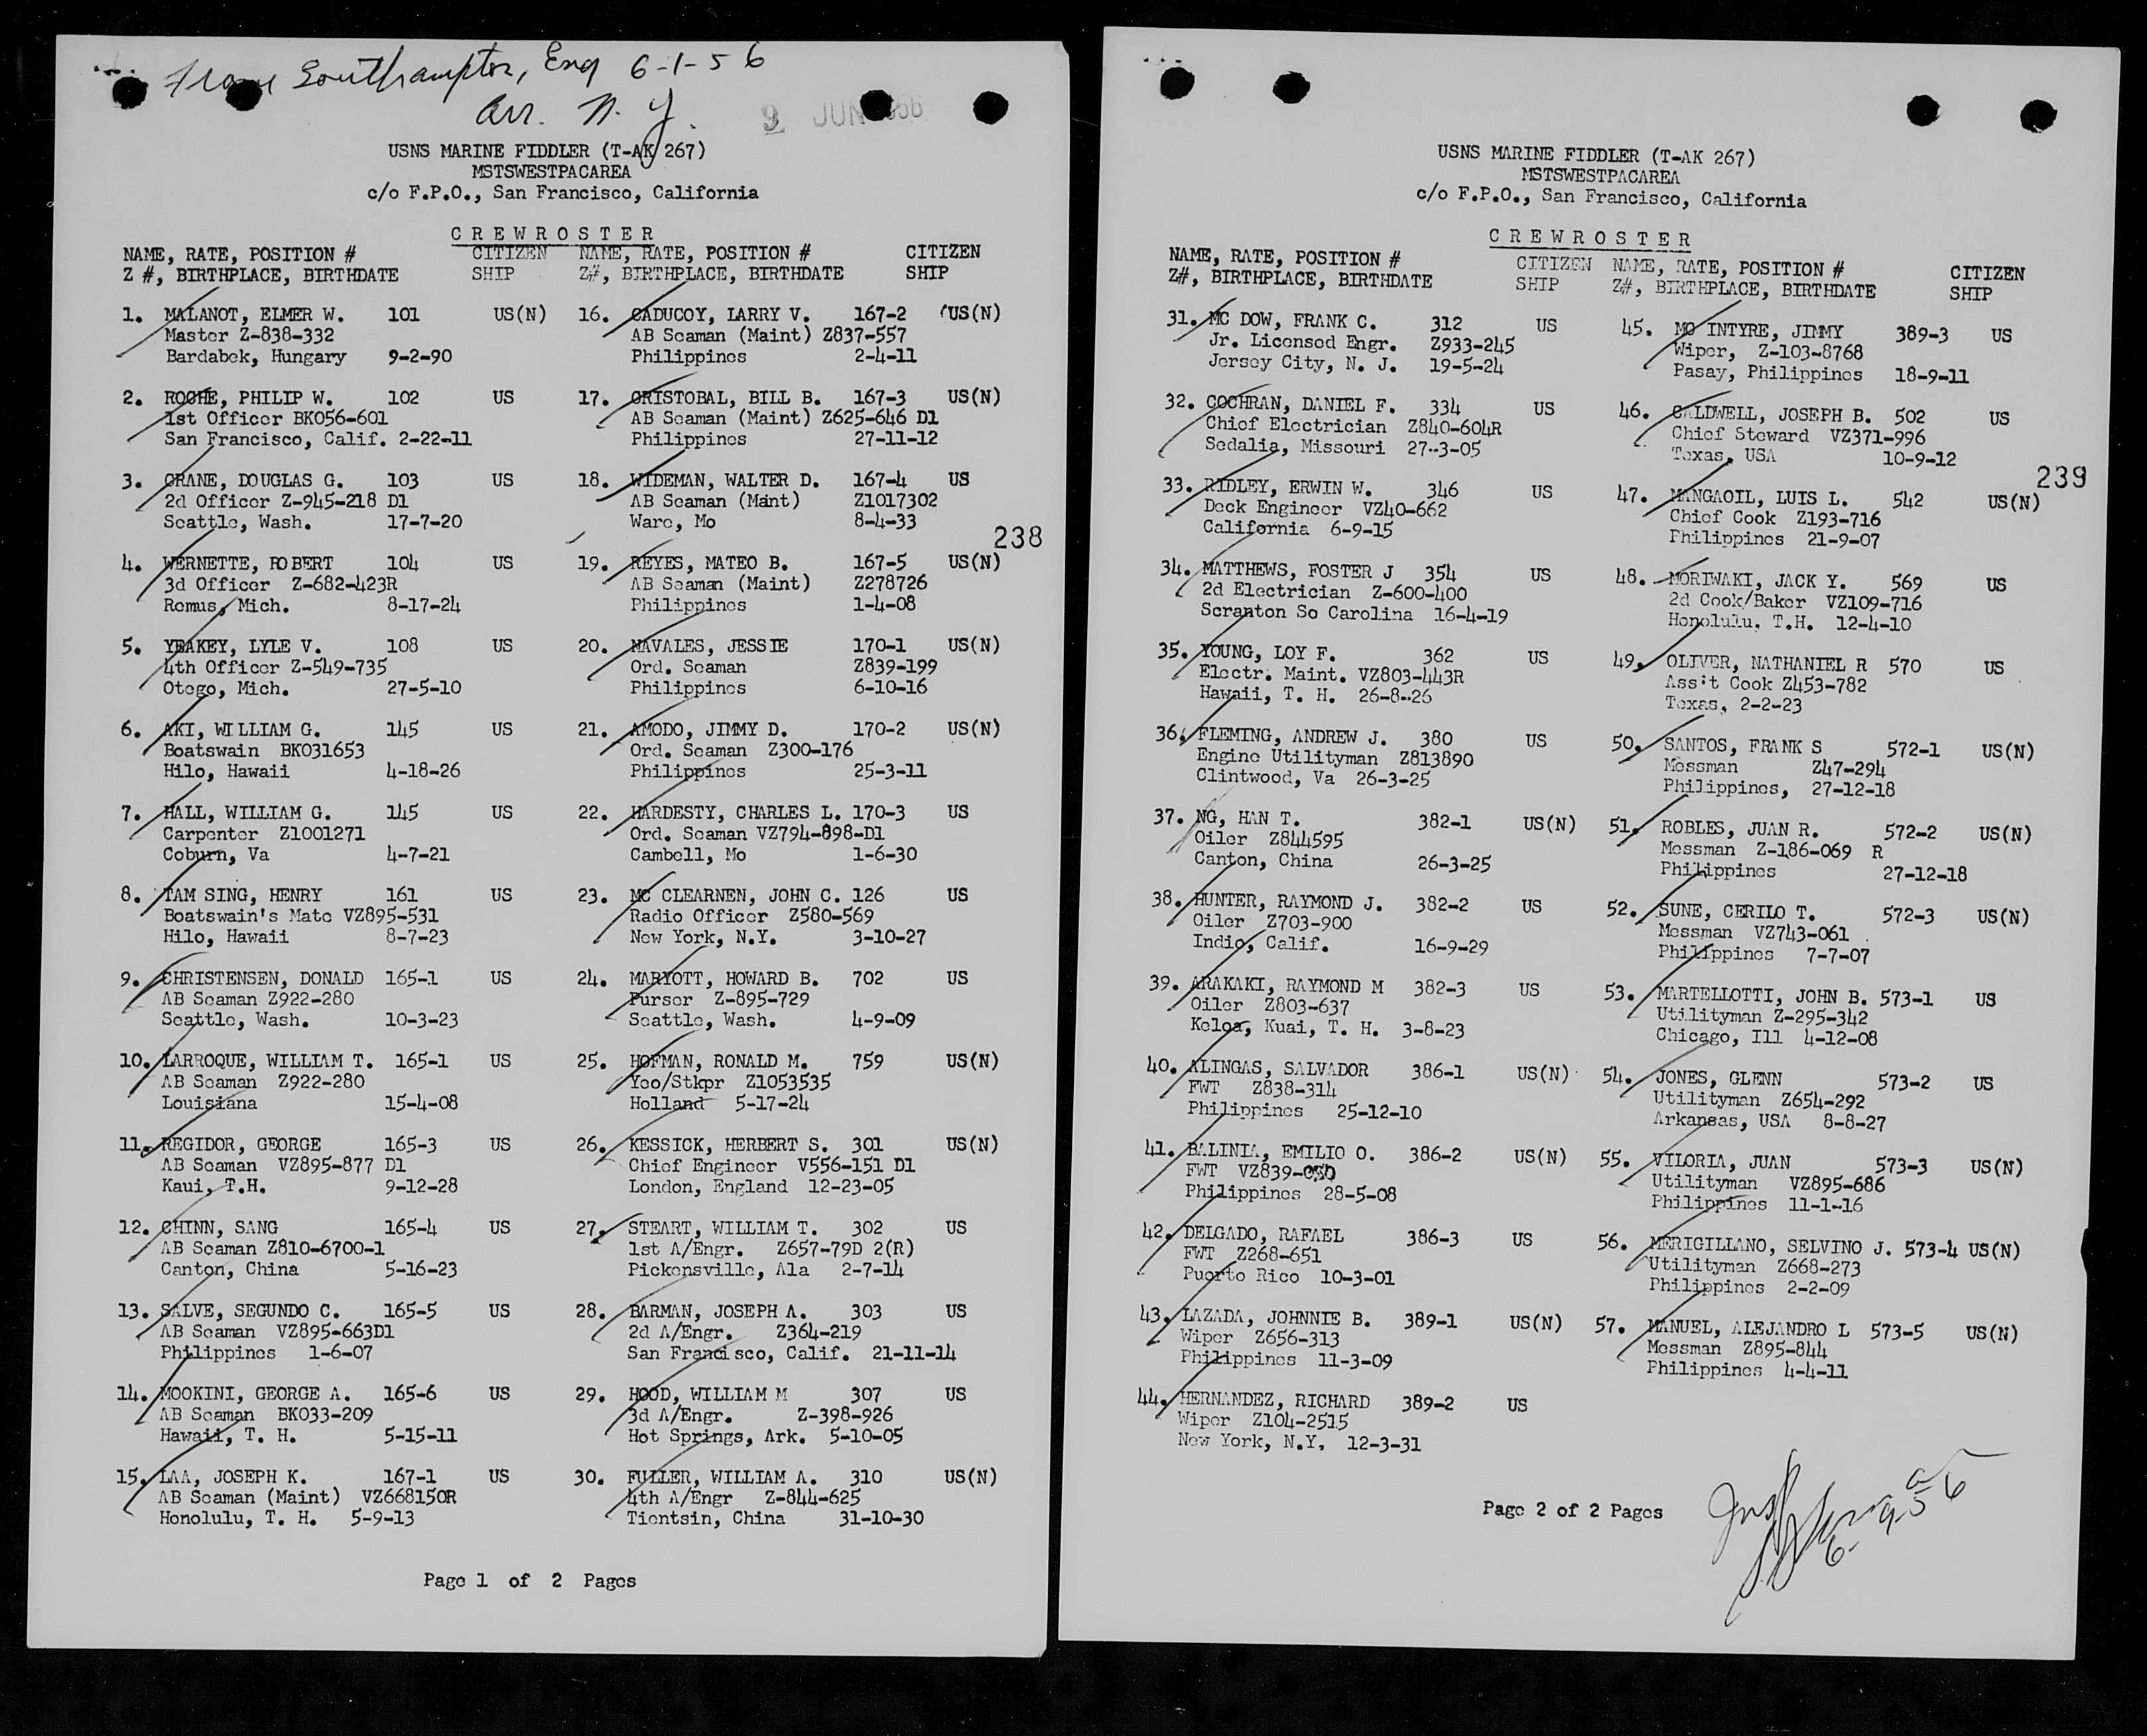 From Southampton, Eng 6-1-56
Arr. N.Y.
9 JUN 1956
USNS MARINE FIDDLER (T-AK 267)
MSTSWESTPACAREA
c/o F.P.O., San Francisco, California
C R E W R O S T E R
NAME, RATE, POSITION # CITIZEN NAME, RATE, POSITION # CITIZEN
Z #, BIRTHPLACE, BIRTHDATE SHIP Z#, BIRTHPLACE, BIRTHDATE SHIP
1. MALANOT, ELMER W. 101 US(N)
Master Z-838-332
Bardabek, Hungary 9-2-90
2. ROCHE, PHILIP W. 102 US
1st Officer BK056-601
San Francisco, Calif. 2-22-11
3. CRANE, DOUGLAS G. 103 US
2d Officer Z-945-218 D1
Seattle, Wash. 17-7-20
4. WERNETTE, ROBERT 104 US
3d Officer Z-682-423R
Remus, Mich. 8-17-24
5. YEAKEY, LYLE V. 108 US
4th Officer Z-549-735
Otego, Mich. 27-5-10
6. AKI, WILLIAM G. 145 US
Boatswain BK031653
Hilo, Hawaii 4-18-26
7. HALL, WILLIAM G. 145 US
Carpenter Z1001271
Coburn, Va 4-7-21
8. TAM SING, HENRY 161 US
Boatswain's Mate VZ895-531
Hilo, Hawaii 8-7-23
9. CHRISTENSEN, DONALD 165-1 US
AB Seaman Z922-280
Seattle, Wash. 10-3-23
10. LARROQUE, WILLIAM T. 165-1 US
AB Seaman Z922-280
Louisiana 15-4-08
11. REGIDOR, GEORGE 165-3 US
AB Seaman VZ895-877 D1
Kaui, T.H. 9-12-28
12. CHINN, SANG 165-4 US
AB Seaman Z810-6700-1
Canton, China 5-16-23
13. SALVE, SEGUNDO C. 165-5 US
AB Seaman VZ895-663D1
Philippines 1-6-07
14. MOOKINI, GEORGE A. 165-6 US
AB Seaman BK033-209
Hawaii, T. H. 5-15-11
15. LAA, JOSEPH K. 167-1 US
AB Seaman (Maint) VZ668150R
Honolulu, T. H. 5-9-13
16. CADUCOY, LARRY V. 167-2 US(N)
AB Seaman (Maint) Z837-557
Philippines 2-4-11
17. CRISTOBAL, BILL B. 167-3 US(N)
AB Seaman (Maint) Z625-646 D1
Philippines 27-11-12
18. WIDEMAN, WALTER D. 167-4 US
AB Seaman (Mant) Z1017302
Ware, Mo 8-4-33
238
19. REYES, MATEO B. 167-5 US(N)
AB Seaman (Maint) Z278726
Philippines 1-4-08
20. NAVALES, JESSIE 170-1 US(N)
Ord. Seaman Z839-199
Philippines 6-10-16
21. AMODO, JIMMY D. 170-2 US(N)
Ord. Seaman Z300-176
Philippines 25-3-11
22. HARDESTY, CHARLES L. 170-3 US
Ord. Seaman VZ794-898-D1
Cambell, Mo 1-6-30
23. MC CLEARNEN, JOHN C. 126 US
Radio Officer Z580-569
New York, N.Y. 3-10-27
24. MARYOTT, HOWARD B. 702 US
Purser Z-895-729
Seattle, Wash. 4-9-09
25. HOFMAN, RONALD M. 759 US(N)
Yeo/Stkpr Z1053535
Holland 5-17-24
26. KESSICK, HERBERT S. 301 US(N)
Chief Engineer V556-151 D1
London, England 12-23-05
27. STEART, WILLIAM T. 302 US
1st A/Engr. Z657-79D 2(R)
Pickensville, Ala 2-7-14
28. BARMAN, JOSEPH A. 303 US
2d A/Engr. Z364-219
San Francisco, Calif. 21-11-14
29. HOOD, WILLIAM M 307 US
3d A/Engr. Z-398-926
Hot Springs, Ark. 5-10-05
30. FULLER, WILLIAM A. 310 US(N)
4th A/Engr Z-844-625
Tientsin, China 31-10-30
Page 1 of 2 Pages
USNS MARINE FIDDLER (T-AK 267)
MSTSWESTPACAREA
c/o F.P.O., San Francisco, California
C R E W R O S T E R
NAME, RATE, POSITION # CITIZEN NAME, RATE, POSITION # CITIZEN
Z#, BIRTHPLACE, BIRTHDATE SHIP Z#, BIRTHPLACE, BIRTHDATE SHIP
31. MC DOW, FRANK C. 312 US
Jr. Licensed Engr. Z933-245
Jersey City, N. J. 19-5-24
32. COCHRAN, DANIEL F. 334 US
Chief Electrician Z840-604R
Sedalia, Missouri 27-3-05
33. RIDLEY, ERWIN W. 346 US
Deck Engineer VZ40-662
California 6-9-15
34. MATTHEWS, FOSTER J 354 US
2d Electrician Z-600-400
Scranton So Carolina 16-4-19
35. YOUNG, LOY F. 362 US
Electr. Maint. VZ803-443R
Hawaii, T. H. 26-8-26
36. FLEMING, ANDREW J. 380 US
Engine Utilityman Z813890
Clintwood, Va 26-3-25
37. NG, HAN T. 382-1 US(N)
Oiler Z844595
Canton, China 26-3-25
38. HUNTER, RAYMOND J. 382-2 US
Oiler Z703-900
Indio, Calif. 16-9-29
39. ARAKAKI, RAYMOND M 382-3 US
Oiler Z803-637
Keloa, Kuai, T. H. 3-8-23
40. ALINGAS, SALVADOR 386-1 US(N)
FWT Z838-314
Philippines 25-12-10
41. BALINIA, EMILIO O. 386-2 US(N)
FWT VZ839-050
Philippines 28-5-08
42. DELGADO, RAFAEL 386-3 US
FWT Z268-651
Puerto Rico 10-3-01
43. LAZADA, JOHNNIE B. 389-1 US(N)
Wiper Z656-313
Philippines 11-3-09
44. HERNANDEZ, RICHARD 389-2 US
Wiper Z104-2515
New York, N.Y. 12-3-31
45. MC INTYRE, JIMMY 389-3 US
Wiper, Z-103-8768
Pasay, Philippines 18-9-11
46. CALDWELL, JOSEPH B. 502 US
Chief Steward VZ371-996
Texas, USA 10-9-12
239
47. MANGAOIL, LUIS L. 542 US(N)
Chief Cook Z193-716
Philippines 21-9-07
48. MORIWAKI, JACK Y. 569 US
2d Cook/Baker VZ109-716
Honolulu, T.H. 12-4-10
49. OLIVER, NATHANIEL R 570 US
Ass't Cook Z453-782
Texas, 2-2-23
50. SANTOS, FRANK S 572-1 US(N)
Messman Z47-294
Philippines, 27-12-18
51. ROBLES, JUAN R. 572-2 US(N)
Messman Z-186-069 R
Philippines 27-12-18
52. SUNE, CERILO T. 572-3 US(N)
Messman VZ743-061
Philippines 7-7-07
53. MARTELLOTTI, JOHN B. 573-1 US
Utilityman Z-295-342
Chicago, Ill 4-12-08
54. JONES, GLENN 573-2 US
Utilityman Z654-292
Arkansas, USA 8-8-27
55. VILORIA, JUAN 573-3 US(N)
Utilityman VZ895-686
Philippines 11-1-16
56. MERIGILLANO, SELVINO J. 573-4 US(N)
Utilityman Z668-273
Philippines 2-2-09
57. MANUEL, ALEJANDRO L 573-5 US(N)
Messman Z895-844
Philippines 4-4-11
Page 2 of 2 Pages
6-9-56